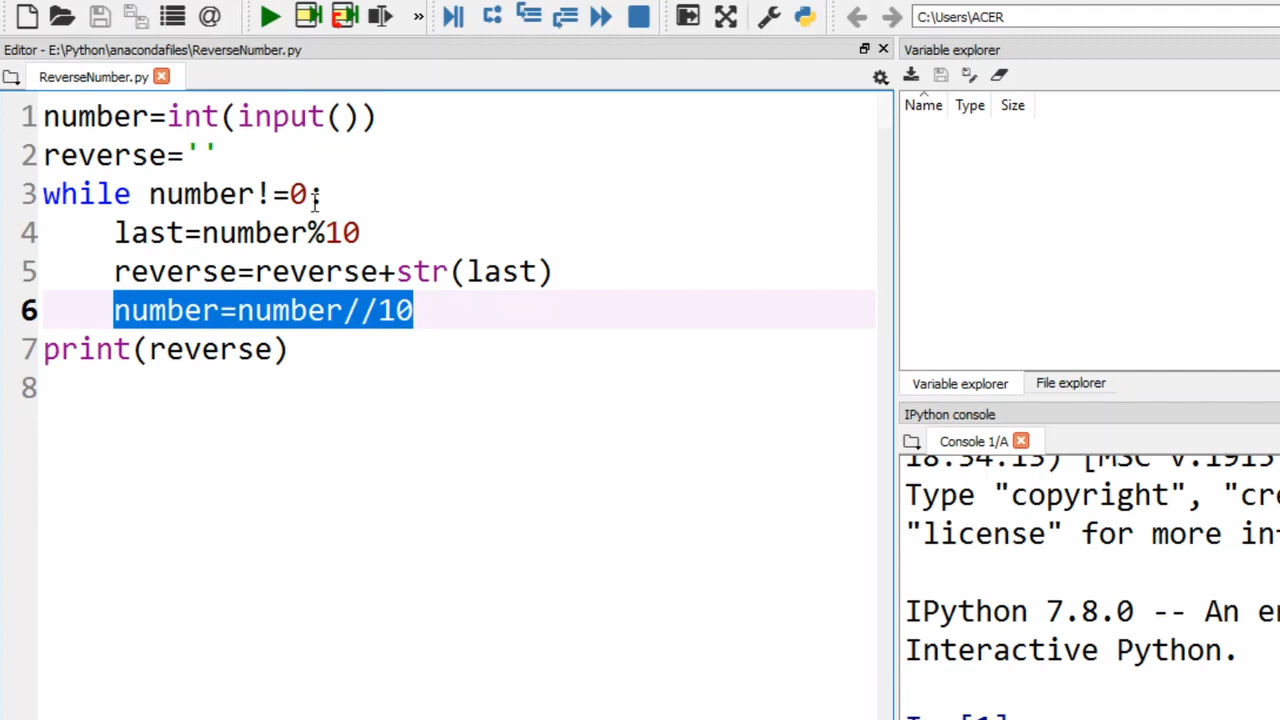 C:\Users\ACER
Editor - E:\Python\anacondafiles\ReverseNumber.py
Variable explorer
ReverseNumber.py
1 number=int(input())
2 reverse=''
3 while number!=0:
4 last=number%10
5 reverse=reverse+str(last)
6 number=number//10
7 print(reverse)
8
Name Type Size
Variable explorer File explorer
IPython console
Console 1/A
Type "copyright",
"license" for more
IPython 7.8.0 -- An
Interactive Python.